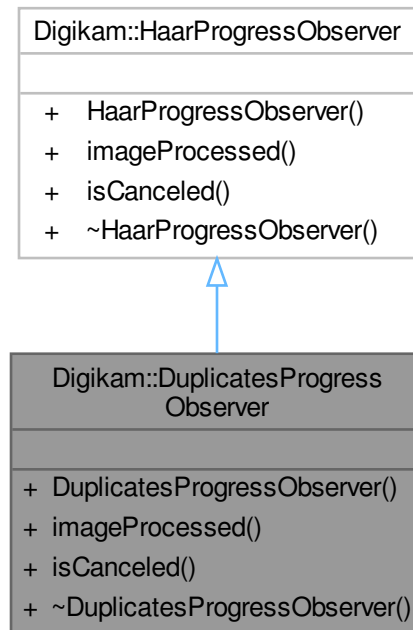 Digikam::HaarProgressObserver
+ HaarProgressObserver()
+ imageProcessed()
+ isCanceled()
+ ~HaarProgressObserver()
Digikam::DuplicatesProgress
Observer
+ DuplicatesProgressObserver()
+ imageProcessed()
+ isCanceled()
+ ~DuplicatesProgressObserver()